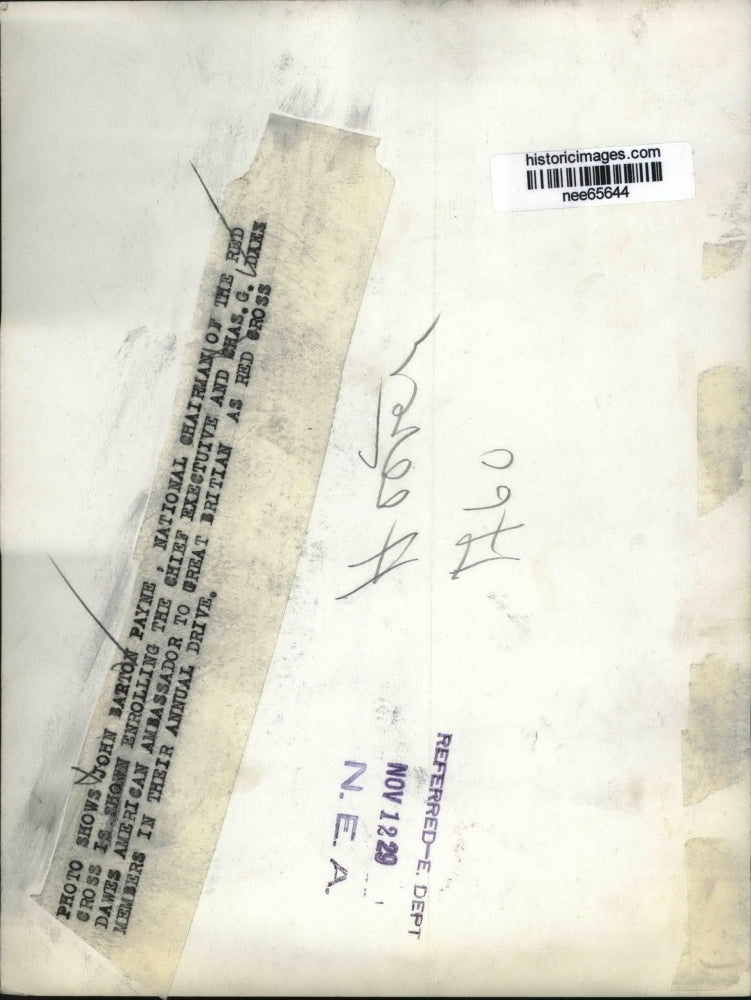 historicimages.com
nee65644
PHOTO SHOWS JOHN BARTON PAYNE , NATIONAL CHAIRMAN OF THE RED
CROSS IS SHOWN ENROLLING THE CHIEF EXECTUIVE AND CHAS. G. DAWES
DAWES AMERICAN AMBASSADOR TO GREAT BRITIAN AS RED CROSS
MEMBERS IN THEIR ANNUAL DRIVE.
REFERRED—E. DEPT
NOV 12 29
N. E. A.